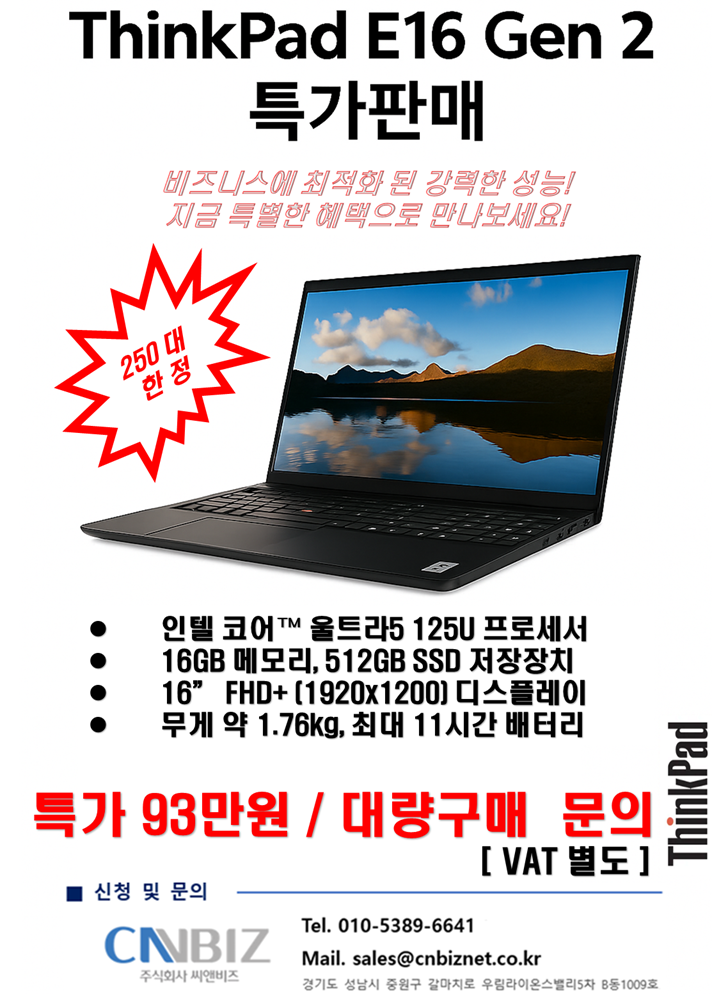 ThinkPad E16 Gen 2
특가판매
비즈니스에 최적화 된 강력한 성능!
지금 특별한 혜택으로 만나보세요!
250 대
한 정
● 인텔 코어™ 울트라5 125U 프로세서
● 16GB 메모리, 512GB SSD 저장장치
● 16” FHD+ (1920x1200) 디스플레이
● 무게 약 1.76kg, 최대 11시간 배터리
ThinkPad
특가 93만원 / 대량구매 문의
[ VAT 별도 ]
■ 신청 및 문의
CNBIZ
주식회사 씨앤비즈
Tel. 010-5389-6641
Mail. sales@cnbiznet.co.kr
경기도 성남시 중원구 갈마치로 우림라이온스밸리5차 B동1009호